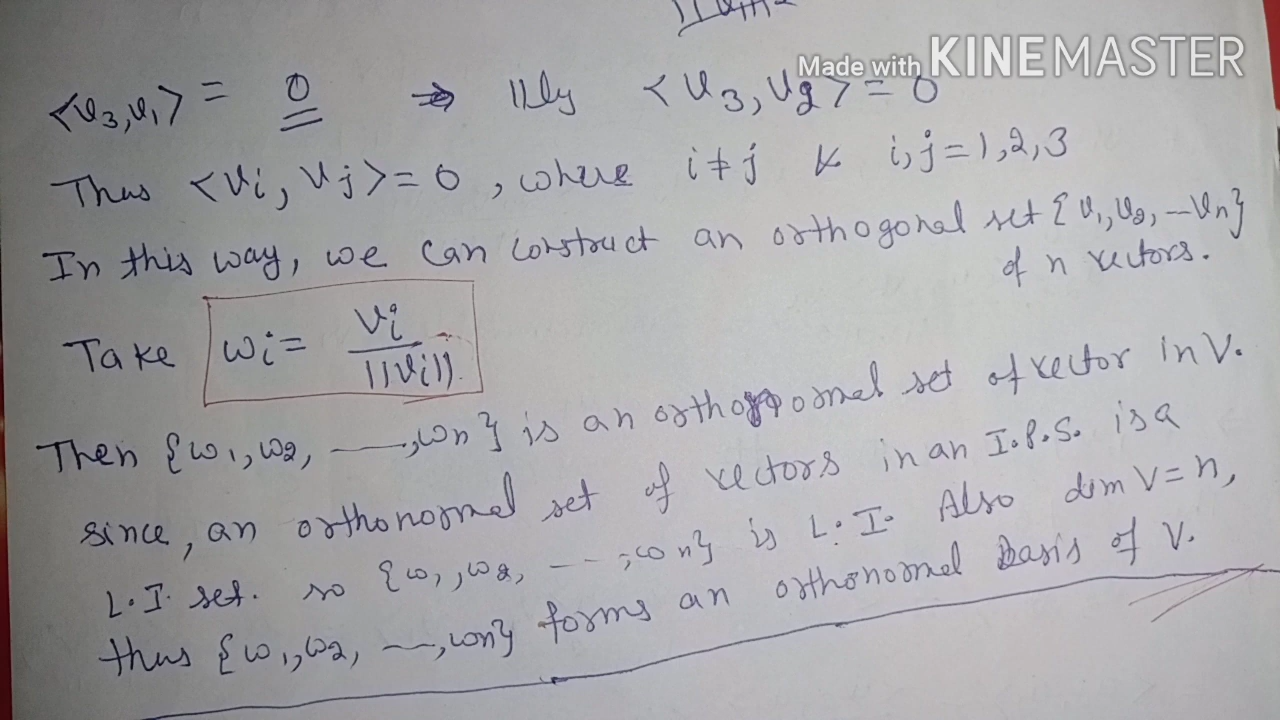 Made with KINEMASTER
<v₃,v₁> = 0 → llly <v₃,v₂> = 0
Thus <vi, vj> = 0, where i≠j & i,j=1,2,3
In this way, we can construct an orthogonal set {v₁,v₂,--vn}
of n vectors.
Take wi = vi/||vi||.
Then {w₁,w₂, ——,wn} is an orthonormal set of vector in V.
since, an orthonormal set of vectors in an I.P.S. is a
L.I. set. so {w₁,w₂, ---,wn} is L.I. Also dim V=n,
thus {w₁,w₂, ---,wn} forms an orthonormal basis of V.